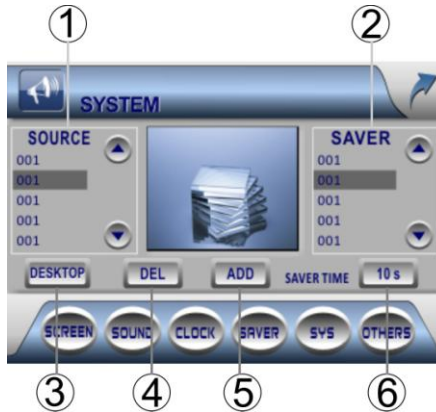 1 2
SYSTEM
SOURCE SAVER
001 001
001 001
001 001
001 001
001 001
DESKTOP DEL ADD SAVER TIME 10 s
SCREEN SOUND CLOCK SAVER SYS OTHERS
3 4 5 6